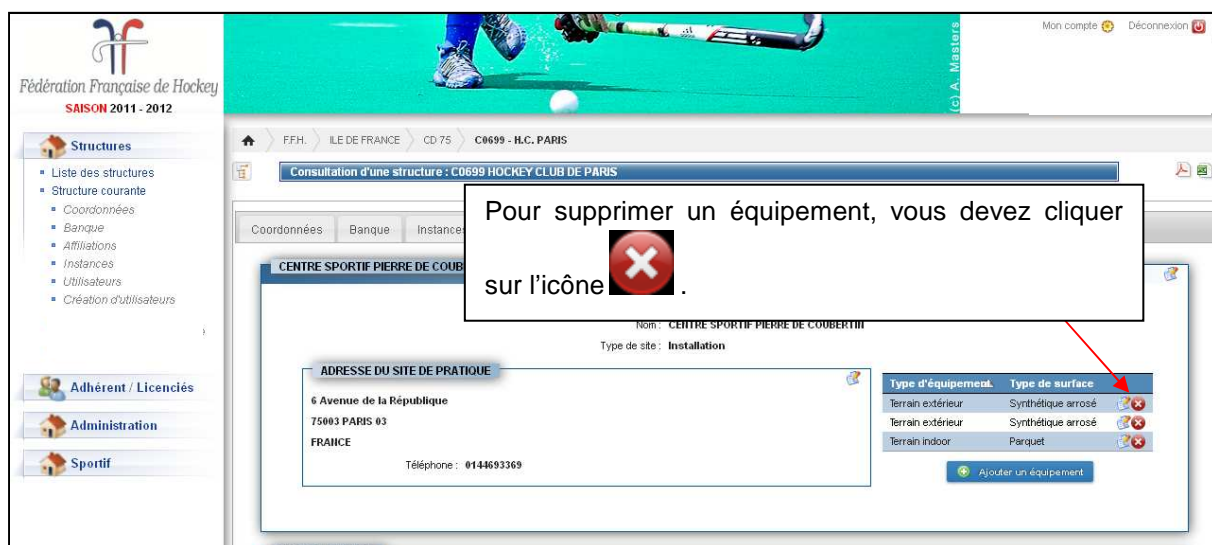 Fédération Française de Hockey
SAISON 2011 - 2012
(c) A. Masters
Mon compte
Déconnexion
Structures
Liste des structures
Structure courante
Coordonnées
Banque
Affiliations
Instances
Utilisateurs
Création d'utilisateurs
Adhérent / Licenciés
Administration
Sportif
F.F.H. ILE DE FRANCE CD 75 C0699 - H.C. PARIS
Consultation d'une structure : C0699 HOCKEY CLUB DE PARIS
Coordonnées Banque Instances
Pour supprimer un équipement, vous devez cliquer
sur l'icône .
CENTRE SPORTIF PIERRE DE COUB
Nom : CENTRE SPORTIF PIERRE DE COUBERTIN
Type de site : Installation
ADRESSE DU SITE DE PRATIQUE
6 Avenue de la République
75003 PARIS 03
FRANCE
Téléphone : 0144693369
Type d'équipement. Type de surface
Terrain extérieur Synthétique arrosé
Terrain extérieur Synthétique arrosé
Terrain indoor Parquet
Ajouter un équipement